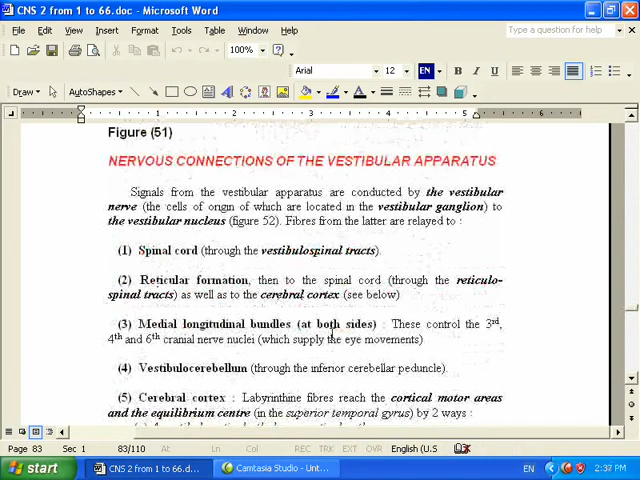 CNS 2 from 1 to 66.doc - Microsoft Word
File Edit View Insert Format Tools Table Window Help
Type a question for help
100%
Arial 12 EN B I U
Draw AutoShapes
Figure (51)
NERVOUS CONNECTIONS OF THE VESTIBULAR APPARATUS
Signals from the vestibular apparatus are conducted by the vestibular
nerve (the cells of origin of which are located in the vestibular ganglion) to
the vestibular nucleus (figure 52). Fibres from the latter are relayed to :
(1) Spinal cord (through the vestibulospinal tracts).
(2) Reticular formation, then to the spinal cord (through the reticulo-
spinal tracts) as well as to the cerebral cortex (see below)
(3) Medial longitudinal bundles (at both sides) : These control the 3rd,
4th and 6th cranial nerve nuclei (which supply the eye movements)
(4) Vestibulocerebellun (through the inferior cerebellar peduncle).
(5) Cerebral cortex : Labyrinthine fibres reach the cortical motor areas
and the equilibrium centre (in the superior temporal gyrus) by 2 ways :
Page 83 Sec 1 83/110 At Ln Col REC TRK EXT OVR English (U.S
start CNS 2 from 1 to 66.d... Camtasia Studio - Unt... EN 2:37 PM